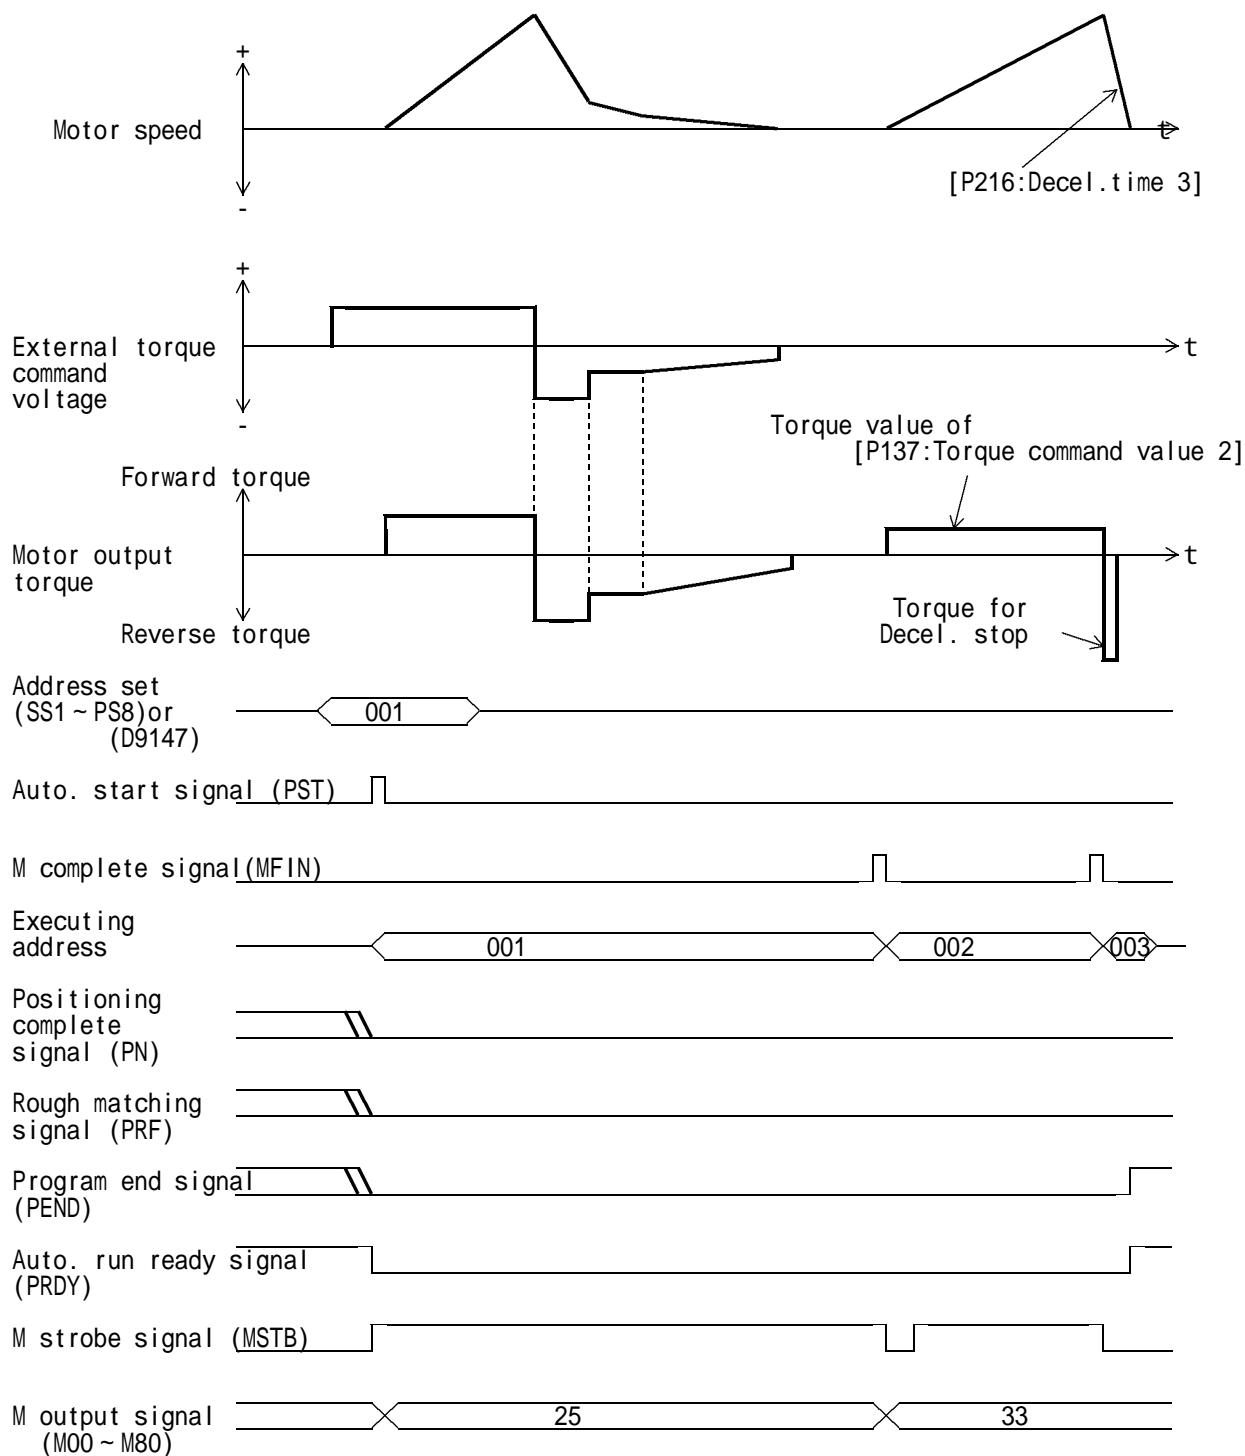 +
Motor speed
t
[P216:Decel.time 3]
-
+
External torque
command
voltage
t
-
Torque value of
[P137:Torque command value 2]
Forward torque
Motor output
torque
t
Torque for
Decel. stop
Reverse torque
Address set
(SS1~PS8)or
(D9147)
001
Auto. start signal (PST)
M complete signal(MFIN)
Executing
address
001
002
003
Positioning
complete
signal (PN)
Rough matching
signal (PRF)
Program end signal
(PEND)
Auto. run ready signal
(PRDY)
M strobe signal (MSTB)
M output signal
(M00~M80)
25
33